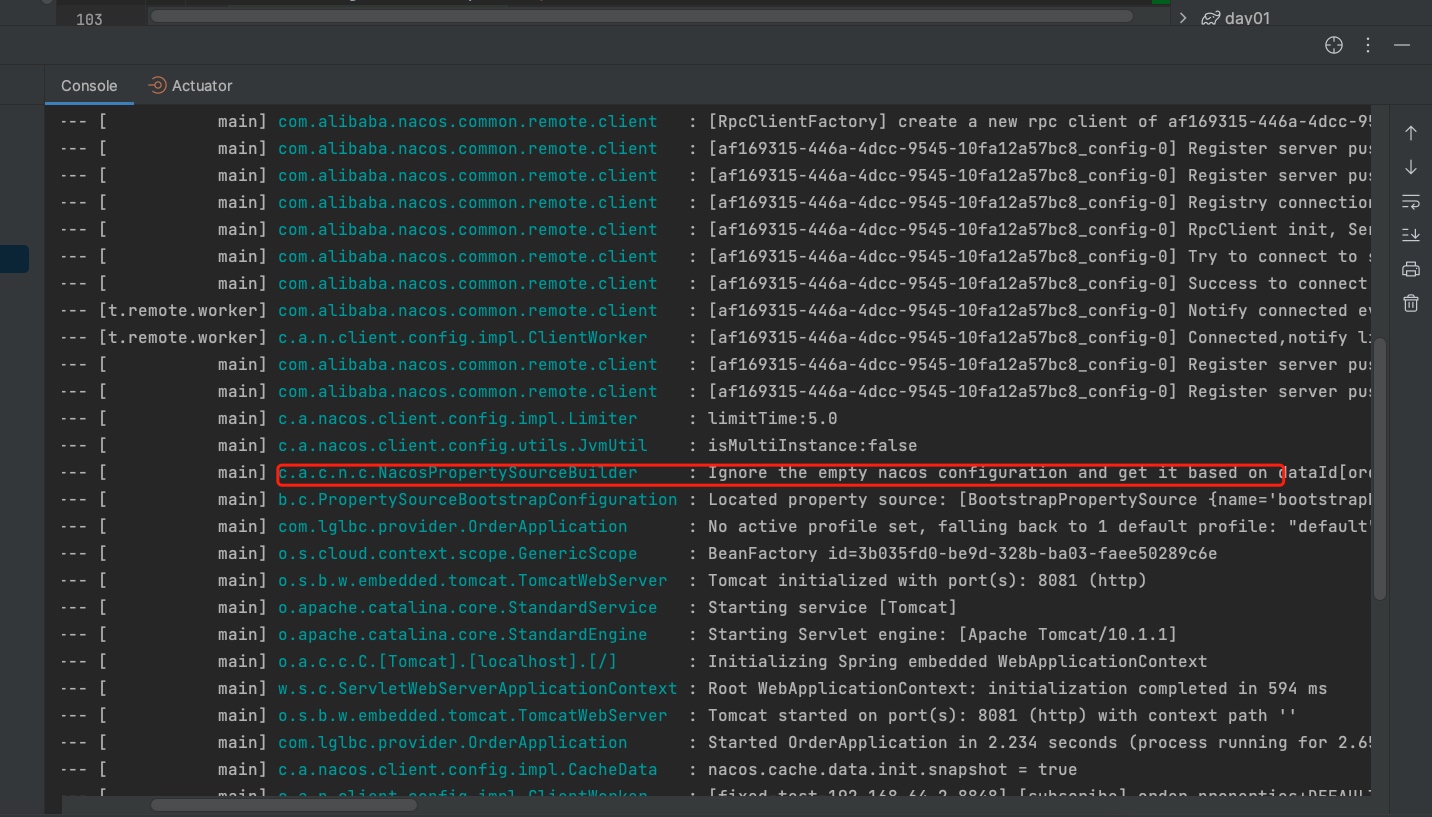 103
day01
Console
Actuator
--- [ main] com.alibaba.nacos.common.remote.client : [RpcClientFactory] create a new rpc client of af169315-446a-4dcc-95
--- [ main] com.alibaba.nacos.common.remote.client : [af169315-446a-4dcc-9545-10fa12a57bc8_config-0] Register server pus
--- [ main] com.alibaba.nacos.common.remote.client : [af169315-446a-4dcc-9545-10fa12a57bc8_config-0] Register server pus
--- [ main] com.alibaba.nacos.common.remote.client : [af169315-446a-4dcc-9545-10fa12a57bc8_config-0] Registry connection
--- [ main] com.alibaba.nacos.common.remote.client : [af169315-446a-4dcc-9545-10fa12a57bc8_config-0] RpcClient init, Ser
--- [ main] com.alibaba.nacos.common.remote.client : [af169315-446a-4dcc-9545-10fa12a57bc8_config-0] Try to connect to s
--- [ main] com.alibaba.nacos.common.remote.client : [af169315-446a-4dcc-9545-10fa12a57bc8_config-0] Success to connect
--- [t.remote.worker] com.alibaba.nacos.common.remote.client : [af169315-446a-4dcc-9545-10fa12a57bc8_config-0] Notify connected ev
--- [t.remote.worker] c.a.n.client.config.impl.ClientWorker : [af169315-446a-4dcc-9545-10fa12a57bc8_config-0] Connected,notify li
--- [ main] com.alibaba.nacos.common.remote.client : [af169315-446a-4dcc-9545-10fa12a57bc8_config-0] Register server pus
--- [ main] com.alibaba.nacos.common.remote.client : [af169315-446a-4dcc-9545-10fa12a57bc8_config-0] Register server pus
--- [ main] c.a.nacos.client.config.impl.Limiter : limitTime:5.0
--- [ main] c.a.nacos.client.config.utils.JvmUtil : isMultiInstance:false
--- [ main] c.a.c.n.c.NacosPropertySourceBuilder : Ignore the empty nacos configuration and get it based on dataId[ord
--- [ main] b.c.PropertySourceBootstrapConfiguration : Located property source: [BootstrapPropertySource {name='bootstrapP
--- [ main] com.lglbc.provider.OrderApplication : No active profile set, falling back to 1 default profile: "default"
--- [ main] o.s.cloud.context.scope.GenericScope : BeanFactory id=3b035fd0-be9d-328b-ba03-faee50289c6e
--- [ main] o.s.b.w.embedded.tomcat.TomcatWebServer : Tomcat initialized with port(s): 8081 (http)
--- [ main] o.apache.catalina.core.StandardService : Starting service [Tomcat]
--- [ main] o.apache.catalina.core.StandardEngine : Starting Servlet engine: [Apache Tomcat/10.1.1]
--- [ main] o.a.c.c.C.[Tomcat].[localhost].[/] : Initializing Spring embedded WebApplicationContext
--- [ main] w.s.c.ServletWebServerApplicationContext : Root WebApplicationContext: initialization completed in 594 ms
--- [ main] o.s.b.w.embedded.tomcat.TomcatWebServer : Tomcat started on port(s): 8081 (http) with context path ''
--- [ main] com.lglbc.provider.OrderApplication : Started OrderApplication in 2.234 seconds (process running for 2.65
--- [ main] c.a.nacos.client.config.impl.CacheData : nacos.cache.data.init.snapshot = true
--- [ main] c.a.n.client.config.impl.ClientWorker : [fixed-test-192.168.64.2_8848] [subscribe] order.properties+DEFAULT